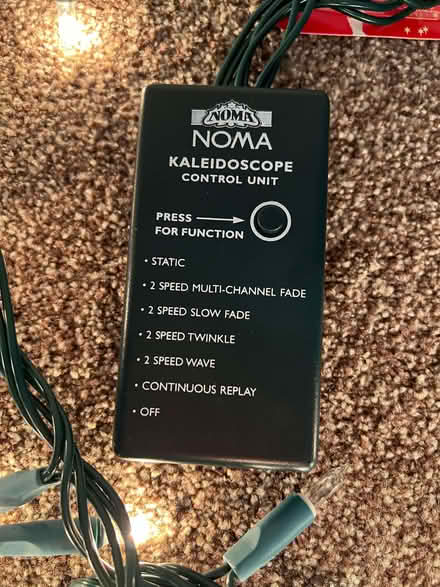 NOMA
NOMA
KALEIDOSCOPE
CONTROL UNIT
PRESS
FOR FUNCTION
• STATIC
• 2 SPEED MULTI-CHANNEL FADE
• 2 SPEED SLOW FADE
• 2 SPEED TWINKLE
• 2 SPEED WAVE
• CONTINUOUS REPLAY
• OFF